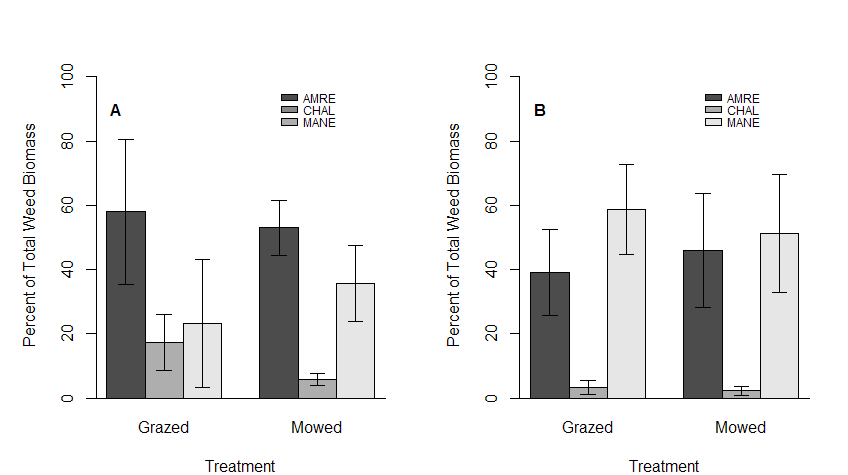 Percent of Total Weed Biomass
100
80
60
40
20
0
A
AMRE
CHAL
MANE
Grazed
Mowed
Treatment
Percent of Total Weed Biomass
100
80
60
40
20
0
B
AMRE
CHAL
MANE
Grazed
Mowed
Treatment